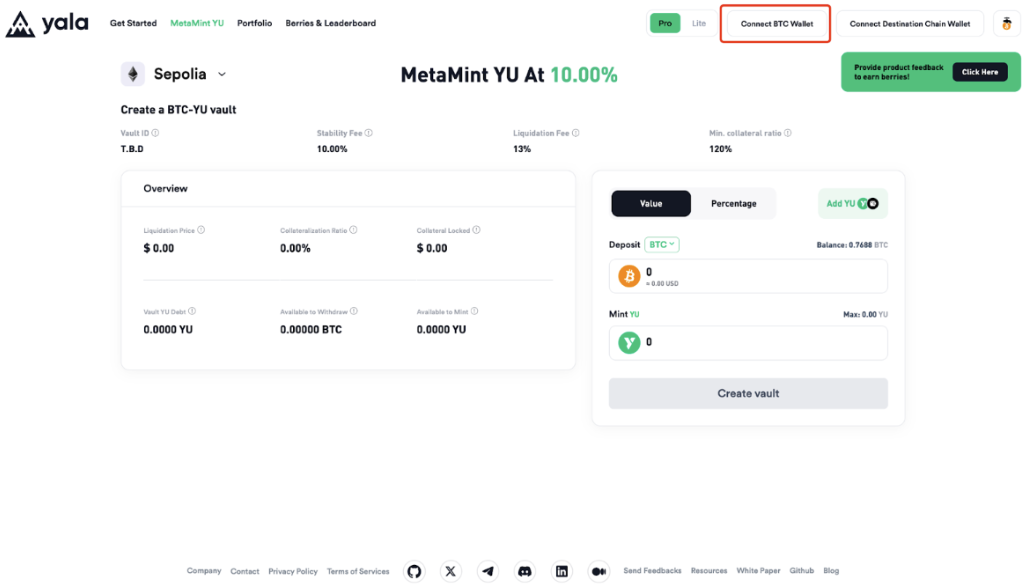 yala
Get Started MetaMint YU Portfolio Berries & Leaderboard
Pro Lite
Connect BTC Wallet
Connect Destination Chain Wallet
Sepolia
MetaMint YU At 10.00%
Provide product feedback
to earn berries!
Click Here
Create a BTC-YU vault
Vault ID Stability Fee Liquidation Fee Min. collateral ratio
T.B.D 10.00% 13% 120%
Overview
Liquidation Price Collateralization Ratio Collateral Locked
$ 0.00 0.00% $ 0.00
Vault YU Debt Available to Withdraw Available to Mint
0.0000 YU 0.00000 BTC 0.0000 YU
Value Percentage Add YU
Deposit BTC Balance: 0.7688 BTC
0
≈ 0.00 USD
Mint YU Max: 0.00 YU
0
Create vault
Company Contact Privacy Policy Terms of Services Send Feedbacks Resources White Paper Github Blog